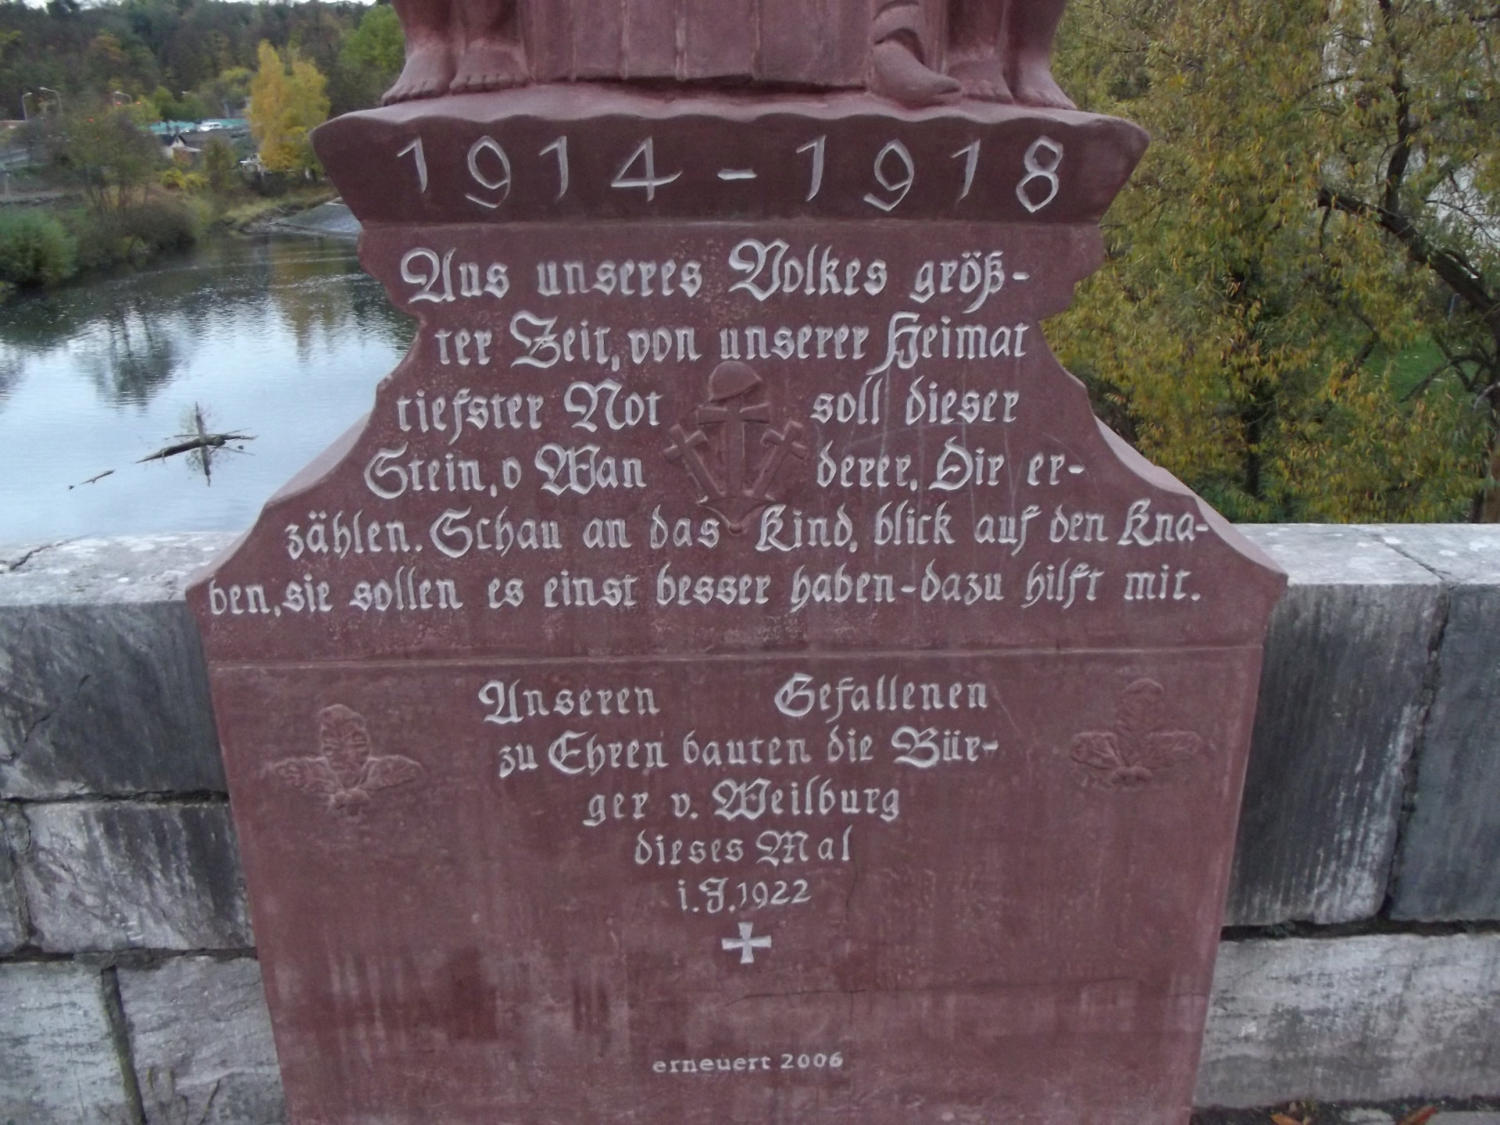 1914-1918
Aus unseres Volkes größ-
ter Zeit, von unserer Heimat
tiefster Not soll dieser
Stein, o Wanderer, Dir er-
zählen. Schau an das Kind, blick auf den Kna-
ben, sie sollen es einst besser haben-dazu hilft mit.
Unseren Gefallenen
zu Ehren bauten die Bür-
ger v. Weilburg
dieses Mal
i.J.1922
erneuert 2006